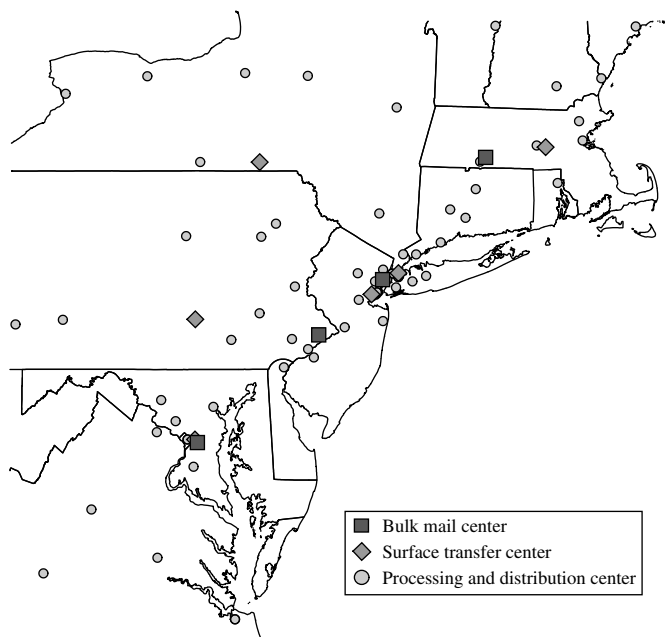 Bulk mail center
Surface transfer center
Processing and distribution center